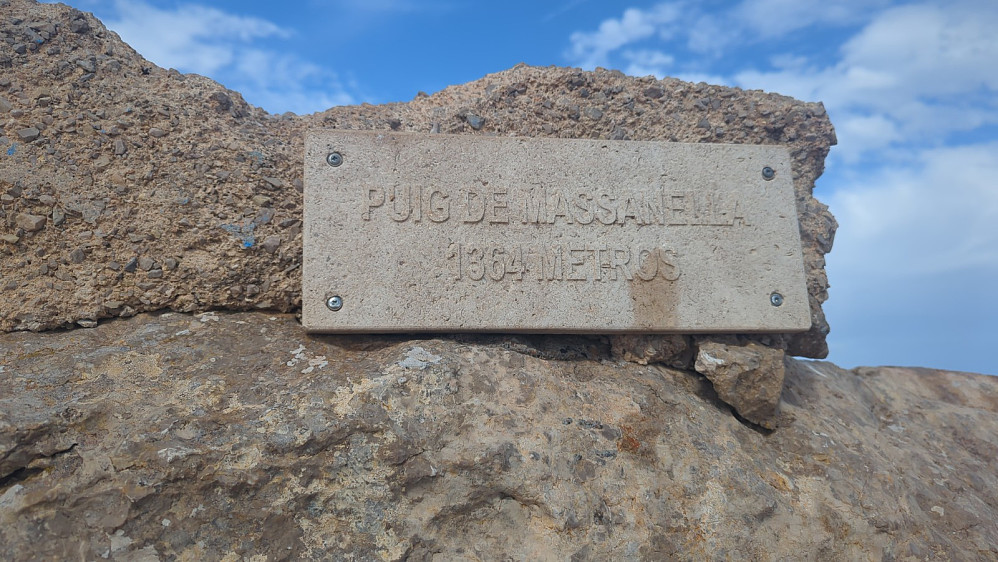 PUIG DE MASSANELLA
1364 METROS